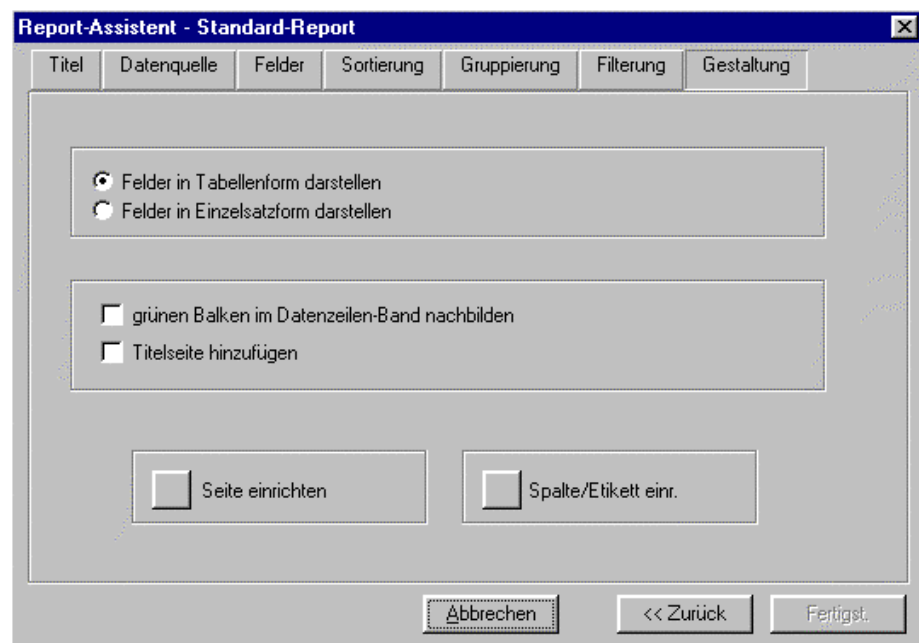 Report-Assistent - Standard-Report
Titel Datenquelle Felder Sortierung Gruppierung Filterung Gestaltung
Felder in Tabellenform darstellen
Felder in Einzelsatzform darstellen
grünen Balken im Datenzeilen-Band nachbilden
Titelseite hinzufügen
Seite einrichten Spalte/Etikett einr.
Abbrechen << Zurück Fertigst.